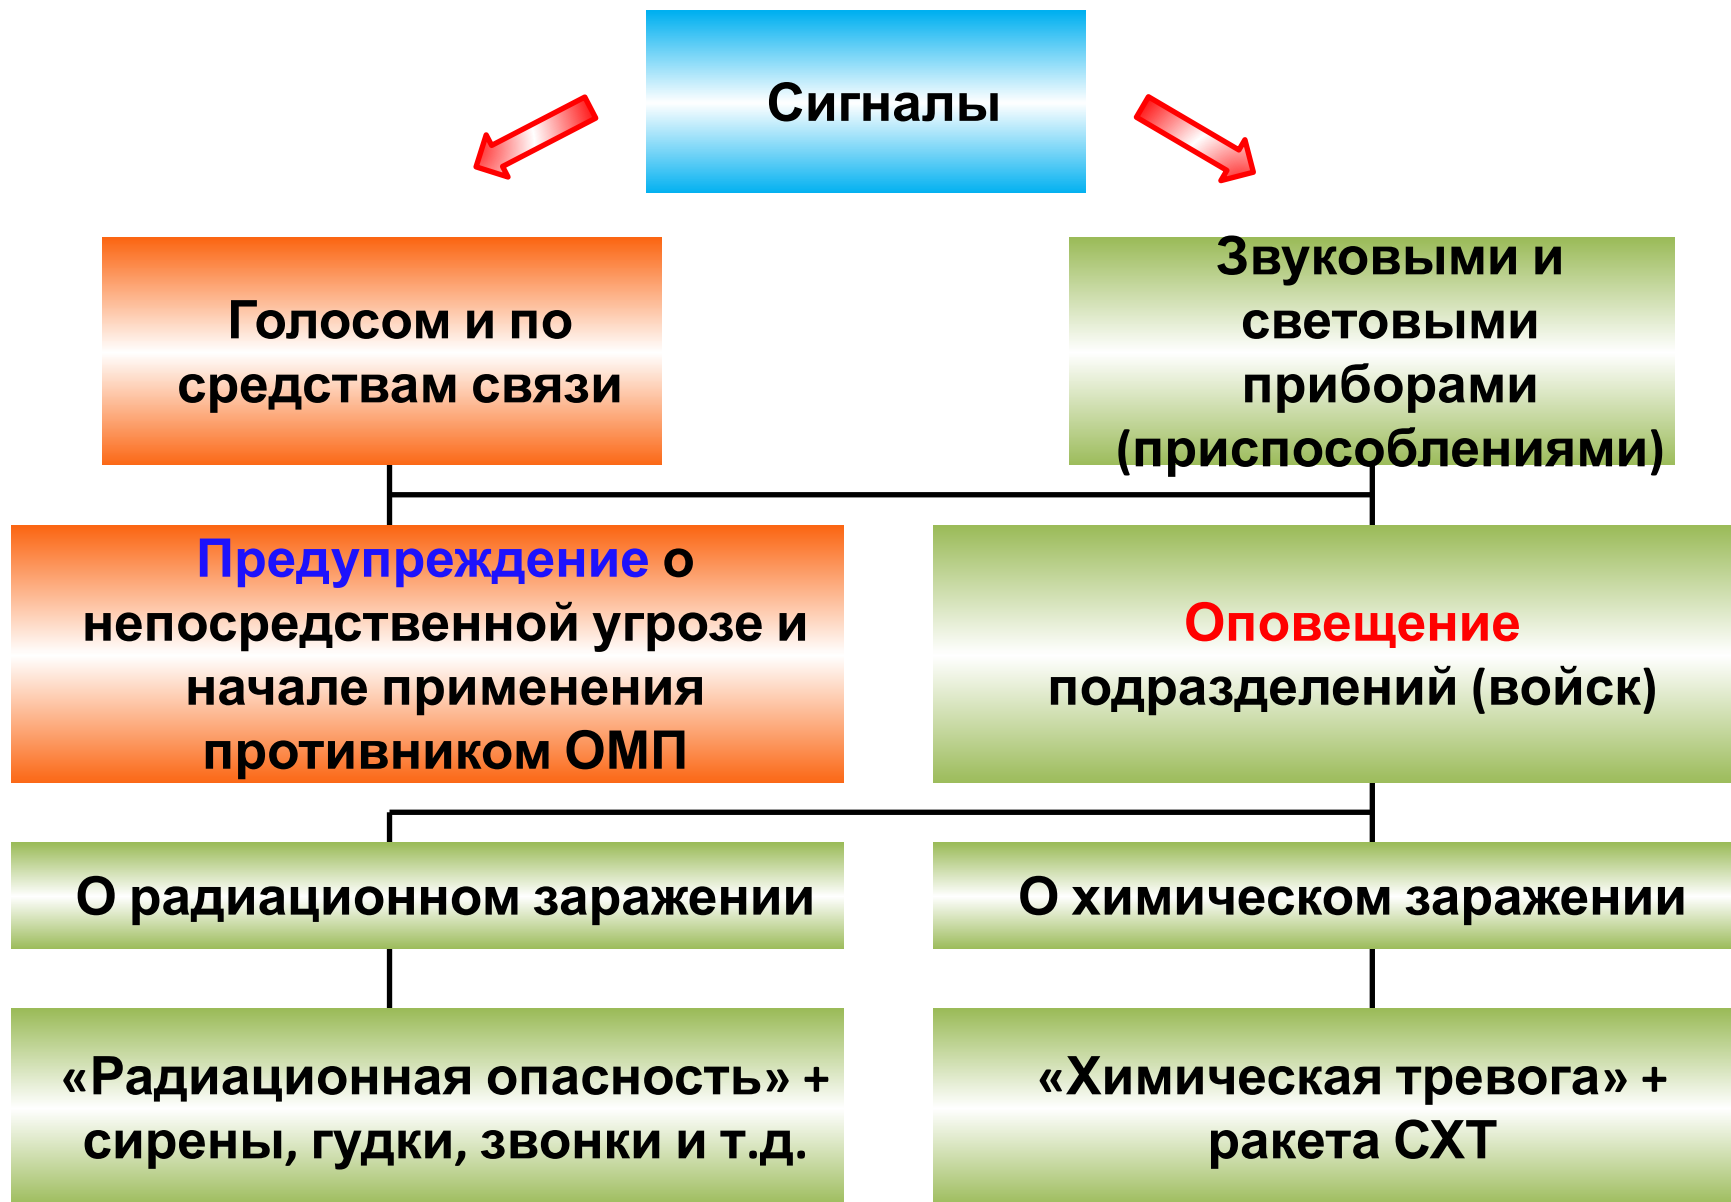 Сигналы
Голосом и по
средствам связи
Звуковыми и
световыми
приборами
(приспособлениями)
Предупреждение о
непосредственной угрозе и
начале применения
противником ОМП
Оповещение
подразделений (войск)
О радиационном заражении
О химическом заражении
«Радиационная опасность» +
сирены, гудки, звонки и т.д.
«Химическая тревога» +
ракета СХТ